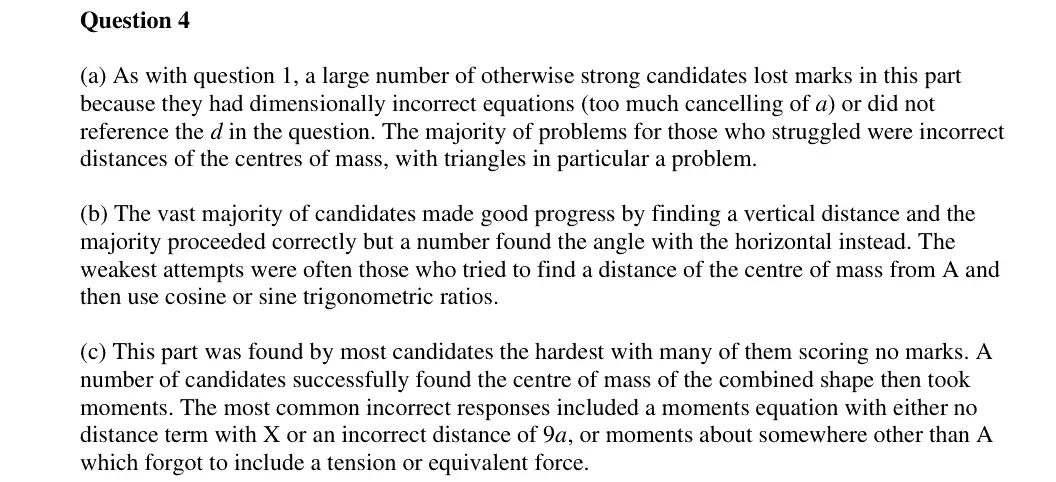 Question 4
(a) As with question 1, a large number of otherwise strong candidates lost marks in this part
because they had dimensionally incorrect equations (too much cancelling of a) or did not
reference the d in the question. The majority of problems for those who struggled were incorrect
distances of the centres of mass, with triangles in particular a problem.
(b) The vast majority of candidates made good progress by finding a vertical distance and the
majority proceeded correctly but a number found the angle with the horizontal instead. The
weakest attempts were often those who tried to find a distance of the centre of mass from A and
then use cosine or sine trigonometric ratios.
(c) This part was found by most candidates the hardest with many of them scoring no marks. A
number of candidates successfully found the centre of mass of the combined shape then took
moments. The most common incorrect responses included a moments equation with either no
distance term with X or an incorrect distance of 9a, or moments about somewhere other than A
which forgot to include a tension or equivalent force.